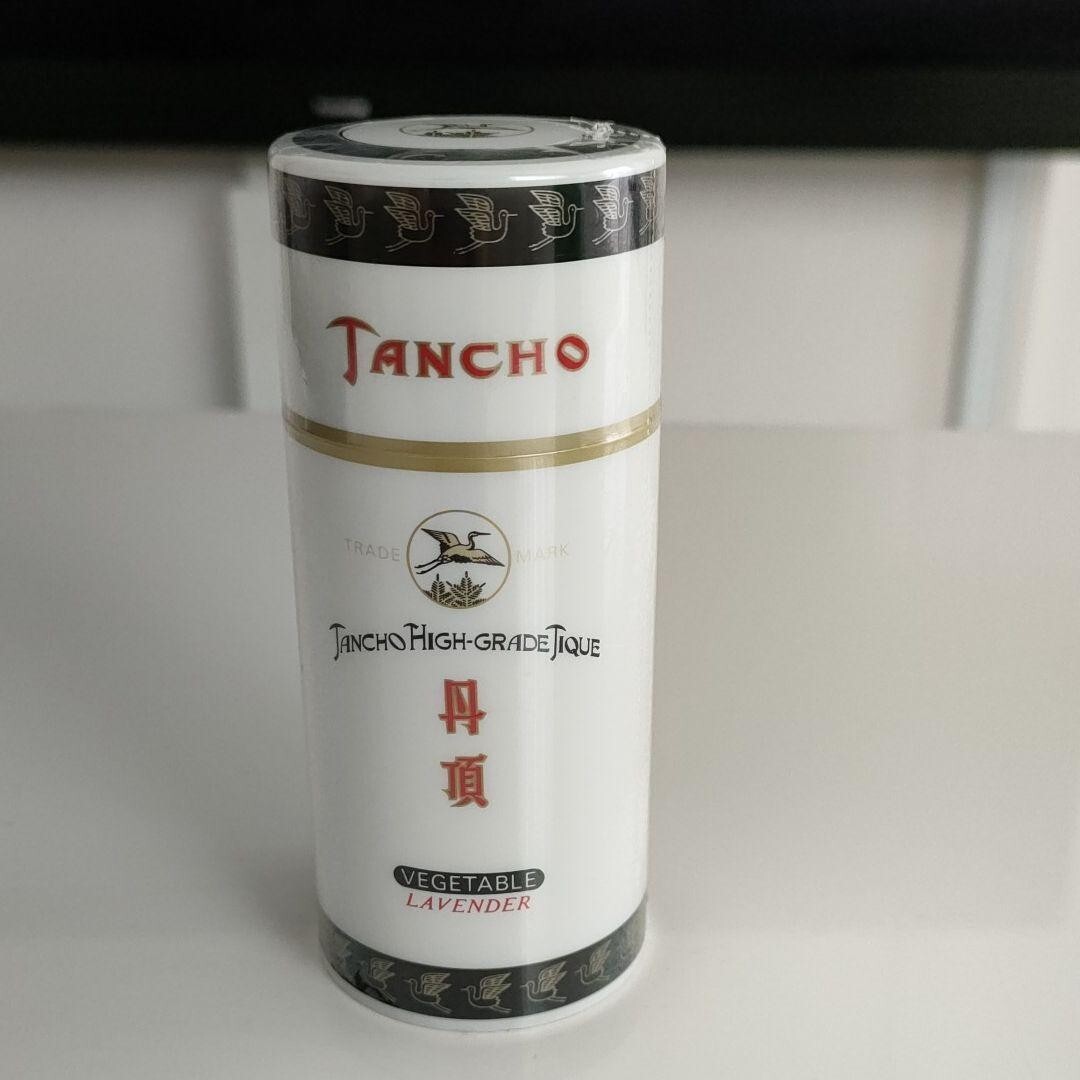 TANCHO
TRADE MARK
TANCHO HIGH-GRADE TIQUE
丹
頂
VEGETABLE
LAVENDER